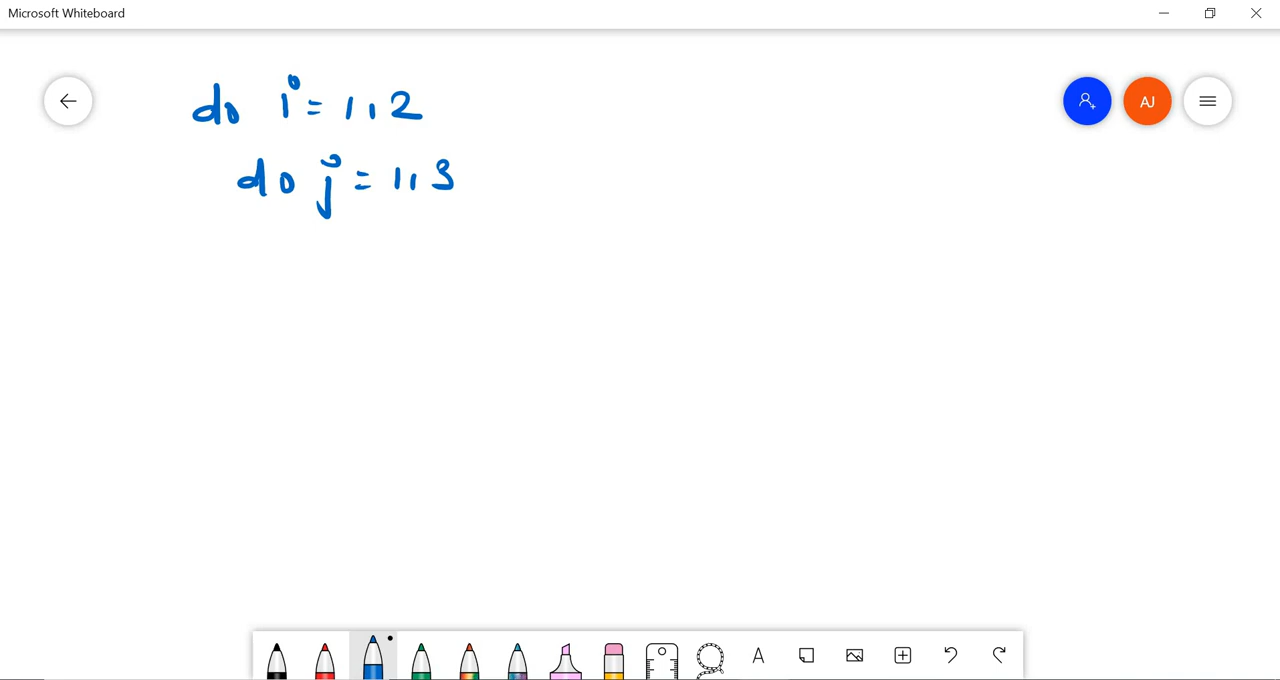 Microsoft Whiteboard
AJ
do i = 1, 2
do j = 1, 3
A